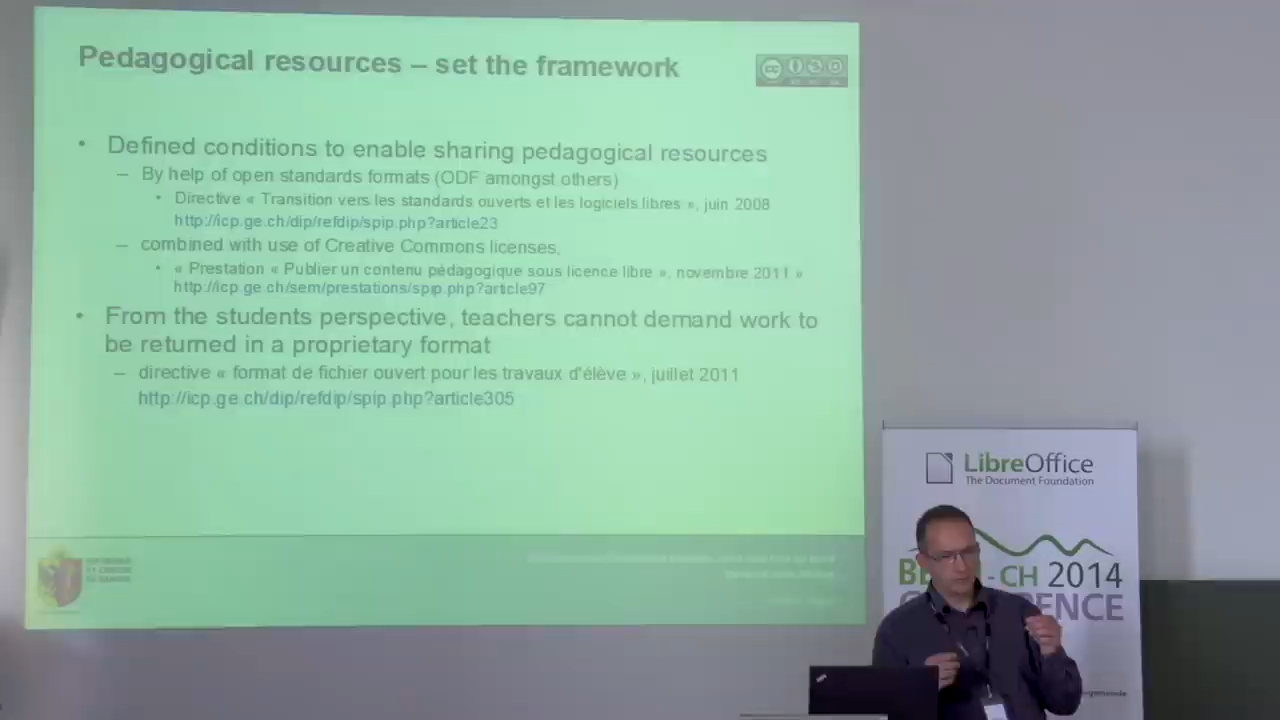 Pedagogical resources – set the framework
• Defined conditions to enable sharing pedagogical resources
– By help of open standards formats (ODF amongst others)
• Directive « Transition vers les standards ouverts et les logiciels libres », juin 2008
http://icp.ge.ch/dip/refdip/spip.php?article23
– combined with use of Creative Commons licenses,
• « Prestation « Publier un contenu pédagogique sous licence libre », novembre 2011 »
http://icp.ge.ch/sem/prestations/spip.php?article97
• From the students perspective, teachers cannot demand work to
be returned in a proprietary format
– directive « format de fichier ouvert pour les travaux d'élève », juillet 2011
http://icp.ge.ch/dip/refdip/spip.php?article305
LibreOffice
The Document Foundation
- CH 2014